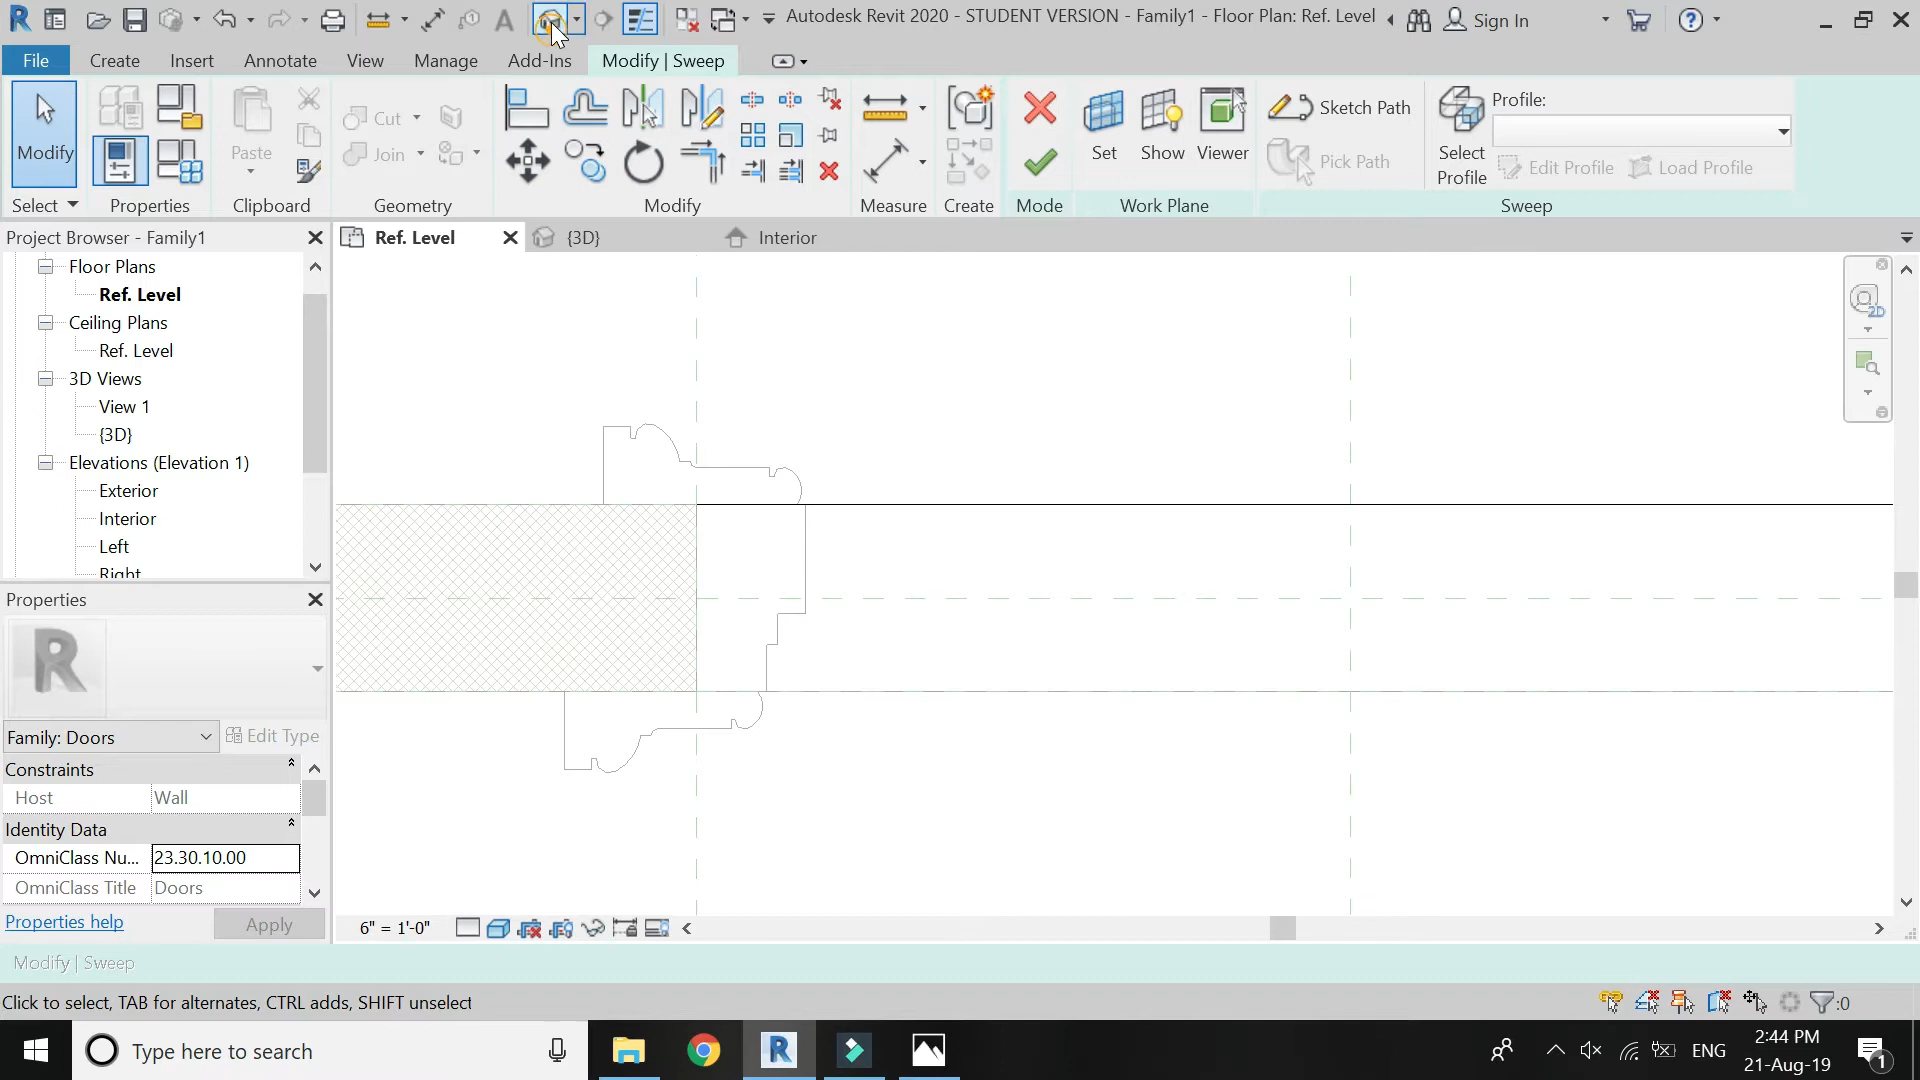 Autodesk Revit 2020 - STUDENT VERSION - Family1 - Floor Plan: Ref. Level
Sign In
File
Create
Insert
Annotate
View
Manage
Add-Ins
Modify | Sweep
Modify
Paste
Cut
Join
Set
Show
Viewer
Sketch Path
Pick Path
Select Profile
Profile:
Edit Profile
Load Profile
Select
Properties
Clipboard
Geometry
Modify
Measure
Create
Mode
Work Plane
Sweep
Project Browser - Family1
Ref. Level
{3D}
Interior
Floor Plans
Ref. Level
Ceiling Plans
Ref. Level
3D Views
View 1
{3D}
Elevations (Elevation 1)
Exterior
Interior
Left
Right
2D
Properties
Family: Doors
Edit Type
Constraints
Host Wall
Identity Data
OmniClass Nu... 23.30.10.00
OmniClass Title Doors
Properties help
Apply
6" = 1'-0"
Modify | Sweep
Click to select, TAB for alternates, CTRL adds, SHIFT unselect
:0
Type here to search
ENG
2:44 PM
21-Aug-19
1